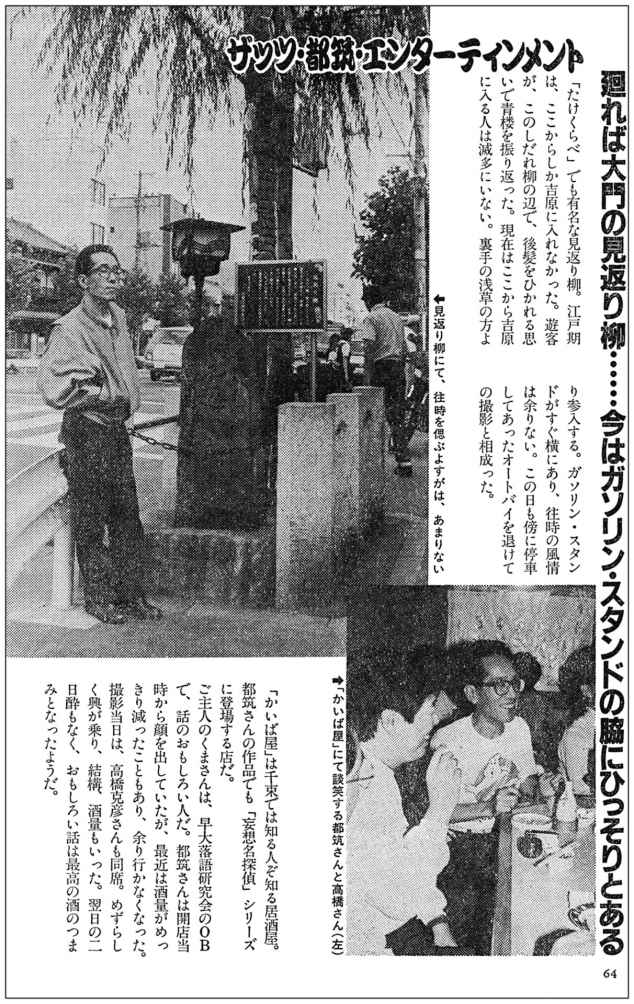 ザッツ・都筑・エンターティンメント
廻れば大門の見返り柳……今はガソリン・スタンドの脇にひっそりとある
「たけくらべ」でも有名な見返り柳。江戸期
は、ここからしか吉原に入れなかった。遊客
が、このしだれ柳の辺で、後髪をひかれる思
いで青楼を振り返った。現在はここから吉原
に入る人は滅多にいない。裏手の浅草の方よ
り参入する。ガソリン・スタン
ドがすぐ横にあり、往時の風情
は余りない。この日も傍に停車
してあったオートバイを退けて
の撮影と相成った。
⬅見返り柳にて、往時を偲ぶよすがは、あまりない
➡「かいば屋」にて談笑する都筑さんと高橋さん(左)
「かいば屋」は千束では知る人ぞ知る居酒屋。
都筑さんの作品でも「妄想名探偵」シリーズ
に登場する店だ。
ご主人のくまさんは、早大落語研究会のOB
で、話のおもしろい人だ。都筑さんは開店当
時から顔を出していたが、最近は酒量がめっ
きり減ったこともあり、余り行かなくなった。
撮影当日は、高橋克彦さんも同席。めずらし
く興が乗り、結構、酒量もいった。翌日の二
日酔もなく、おもしろい話は最高の酒のつま
みとなったようだ。
64